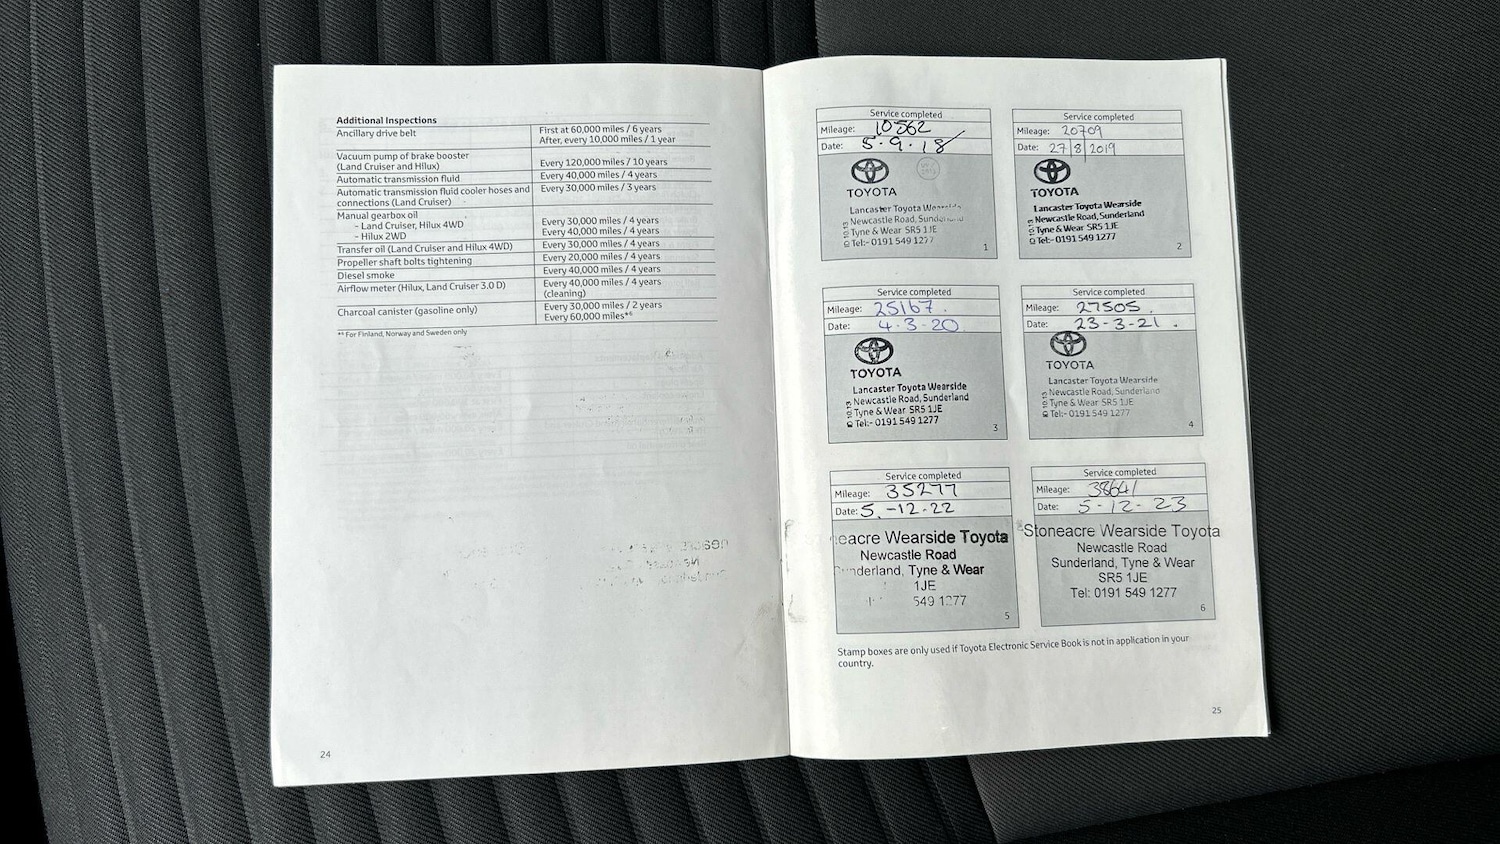 Additional Inspections
Ancillary drive belt First at 60,000 miles / 6 years
After, every 10,000 miles / 1 year
Vacuum pump of brake booster
(Land Cruiser and Hilux) Every 120,000 miles / 10 years
Automatic transmission fluid Every 40,000 miles / 4 years
Automatic transmission fluid cooler hoses and Every 30,000 miles / 3 years
connections (Land Cruiser)
Manual gearbox oil
- Land Cruiser, Hilux 4WD Every 30,000 miles / 4 years
- Hilux 2WD Every 40,000 miles / 4 years
Transfer oil (Land Cruiser and Hilux 4WD) Every 30,000 miles / 4 years
Propeller shaft bolts tightening Every 20,000 miles / 4 years
Diesel smoke Every 40,000 miles / 4 years
Airflow meter (Hilux, Land Cruiser 3.0 D) Every 40,000 miles / 4 years
(cleaning)
Charcoal canister (gasoline only) Every 30,000 miles / 2 years
Every 60,000 miles*⁶
*⁶ For Finland, Norway and Sweden only
24
Service completed
Mileage: 10562
Date: 5.9.18
TOYOTA
Lancaster Toyota
Newcastle Road,
Tyne & Wear SR5 1JE
Tel:- 0191 549 1277
1
Service completed
Mileage: 20709
Date: 27/8/2019
TOYOTA
Lancaster Toyota Wearside
Newcastle Road, Sunderland
Tyne & Wear SR5 1JE
Tel:- 0191 549 1277
2
Service completed
Mileage: 25167.
Date: 4.3.20
TOYOTA
Lancaster Toyota Wearside
Newcastle Road, Sunderland
Tyne & Wear SR5 1JE
Tel:- 0191 549 1277
3
Service completed
Mileage: 27505.
Date: 23-3-21.
TOYOTA
Lancaster Toyota Wearside
Newcastle Road, Sunderland
Tyne & Wear SR5 1JE
Tel:- 0191 549 1277
4
Service completed
Mileage: 35277
Date: 5.-12-22
eacre Wearside Toyota
Newcastle Road
nderland, Tyne & Wear
1JE
549 1277
5
Service completed
Mileage: 38641
Date: 5-12-23
Stoneacre Wearside Toyota
Newcastle Road
Sunderland, Tyne & Wear
SR5 1JE
Tel: 0191 549 1277
6
Stamp boxes are only used if Toyota Electronic Service Book is not in application in your
country.
25